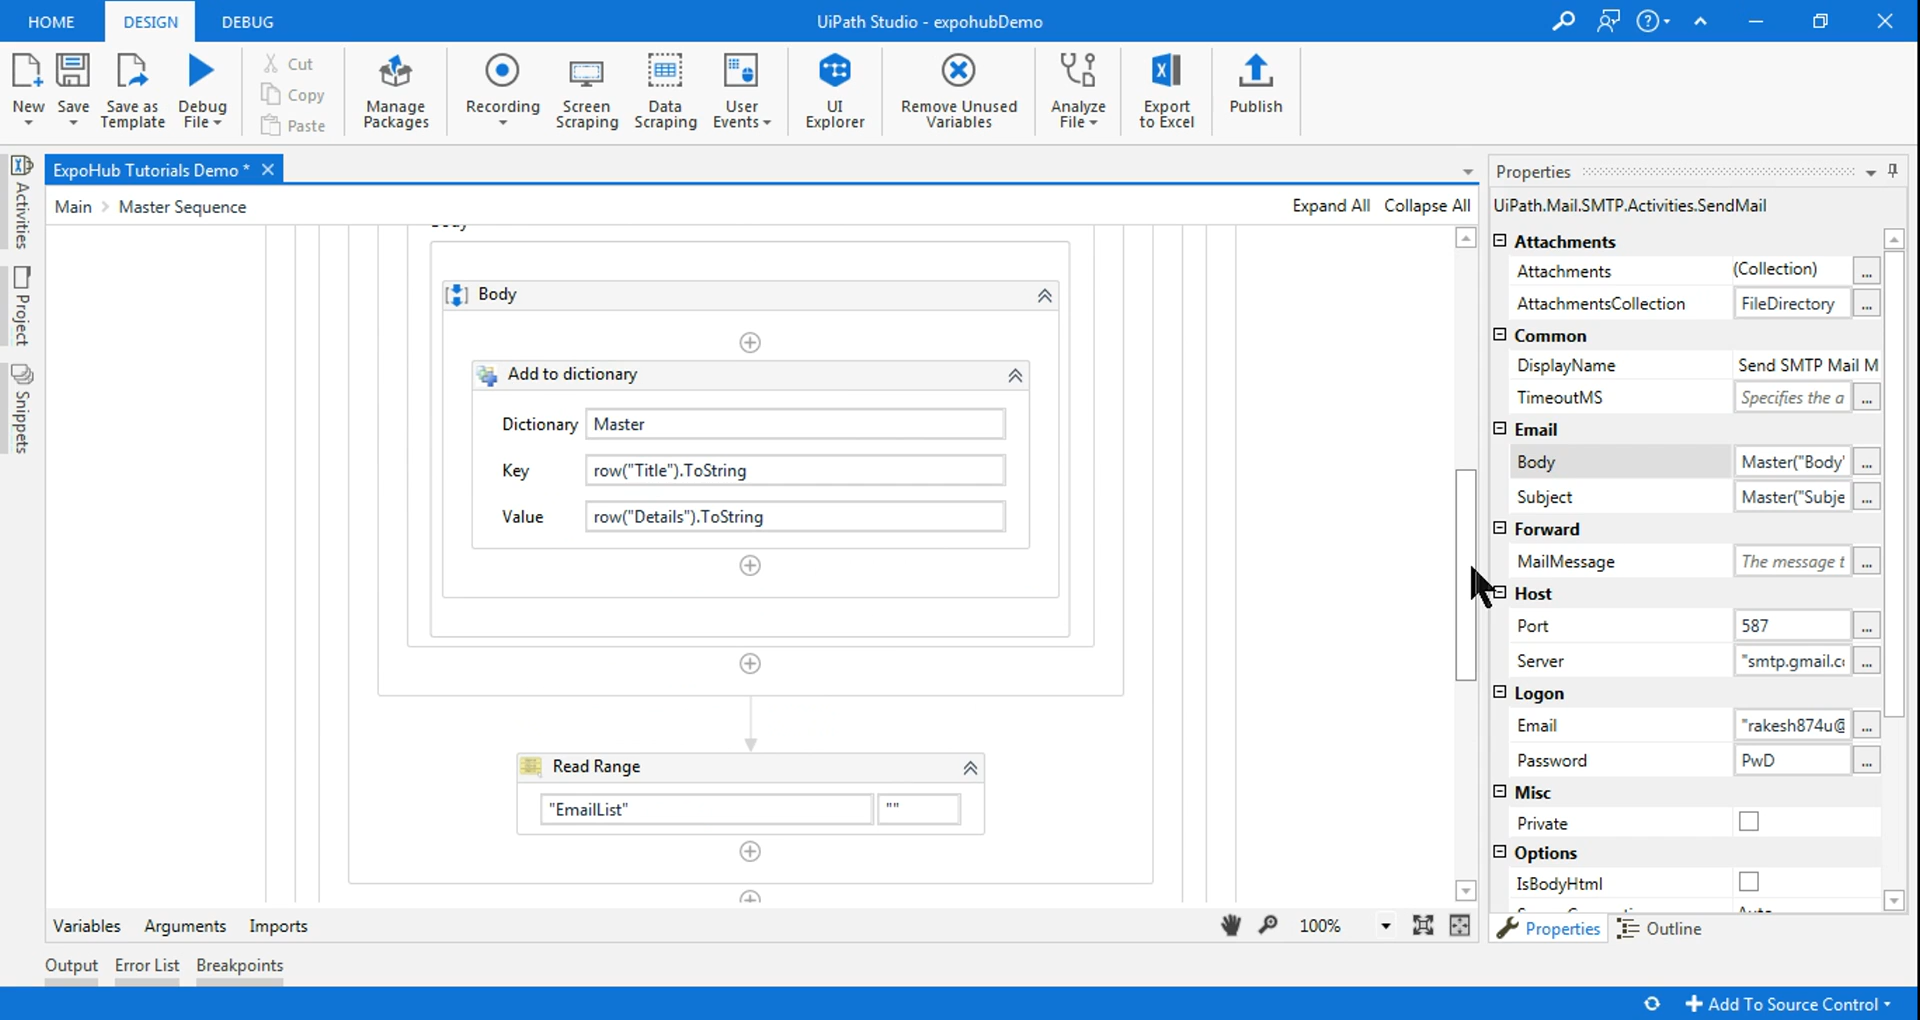 HOME DESIGN DEBUG UiPath Studio - expohubDemo
New Save Save as Template Debug File Cut Copy Paste Manage Packages Recording Screen Scraping Data Scraping User Events UI Explorer Remove Unused Variables Analyze File Export to Excel Publish
Activities
Project
Snippets
ExpoHub Tutorials Demo *
Main > Master Sequence Expand All Collapse All
Body
Body
Add to dictionary
Dictionary Master
Key row("Title").ToString
Value row("Details").ToString
Read Range
"EmailList" ""
Variables Arguments Imports 100%
Output Error List Breakpoints
Properties
UiPath.Mail.SMTP.Activities.SendMail
Attachments
Attachments (Collection) ...
AttachmentsCollection FileDirectory ...
Common
DisplayName Send SMTP Mail M
TimeoutMS Specifies the a ...
Email
Body Master("Body" ...
Subject Master("Subje ...
Forward
MailMessage The message t ...
Host
Port 587 ...
Server "smtp.gmail.c ...
Logon
Email "rakesh874u@ ...
Password PwD ...
Misc
Private
Options
IsBodyHtml
Properties Outline
Add To Source Control